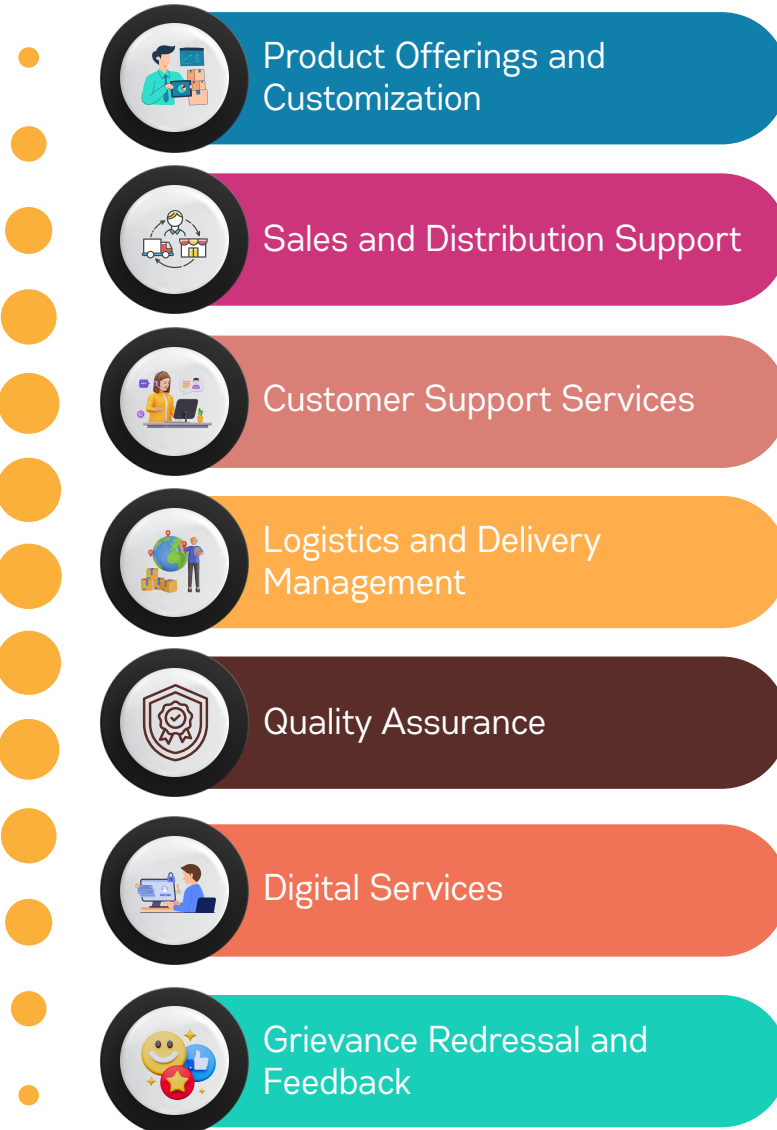 Product Offerings and
Customization
Sales and Distribution Support
Customer Support Services
Logistics and Delivery
Management
Quality Assurance
Digital Services
Grievance Redressal and
Feedback